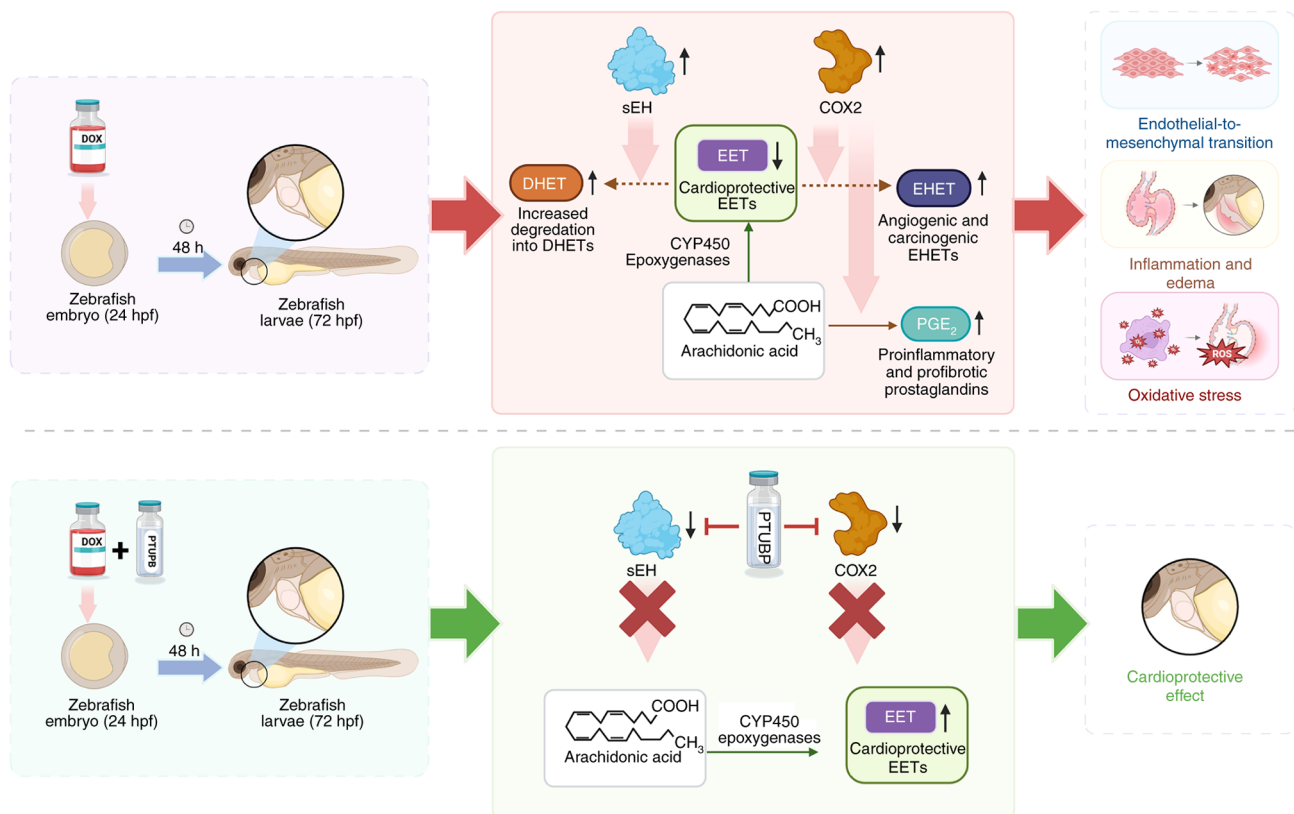 DOX
Zebrafish
embryo (24 hpf)
48 h
Zebrafish
larvae (72 hpf)
sEH
COX2
EET
Cardioprotective
EETs
DHET
Increased
degredation
into DHETs
EHET
Angiogenic and
carcinogenic
EHETs
CYP450
Epoxygenases
COOH
CH3
Arachidonic acid
PGE2
Proinflammatory
and profibrotic
prostaglandins
Endothelial-to-
mesenchymal transition
Inflammation and
edema
ROS
Oxidative stress
DOX
+
PTUPB
Zebrafish
embryo (24 hpf)
48 h
Zebrafish
larvae (72 hpf)
sEH
PTUBP
COX2
COOH
CH3
Arachidonic acid
CYP450
epoxygenases
EET
Cardioprotective
EETs
Cardioprotective
effect